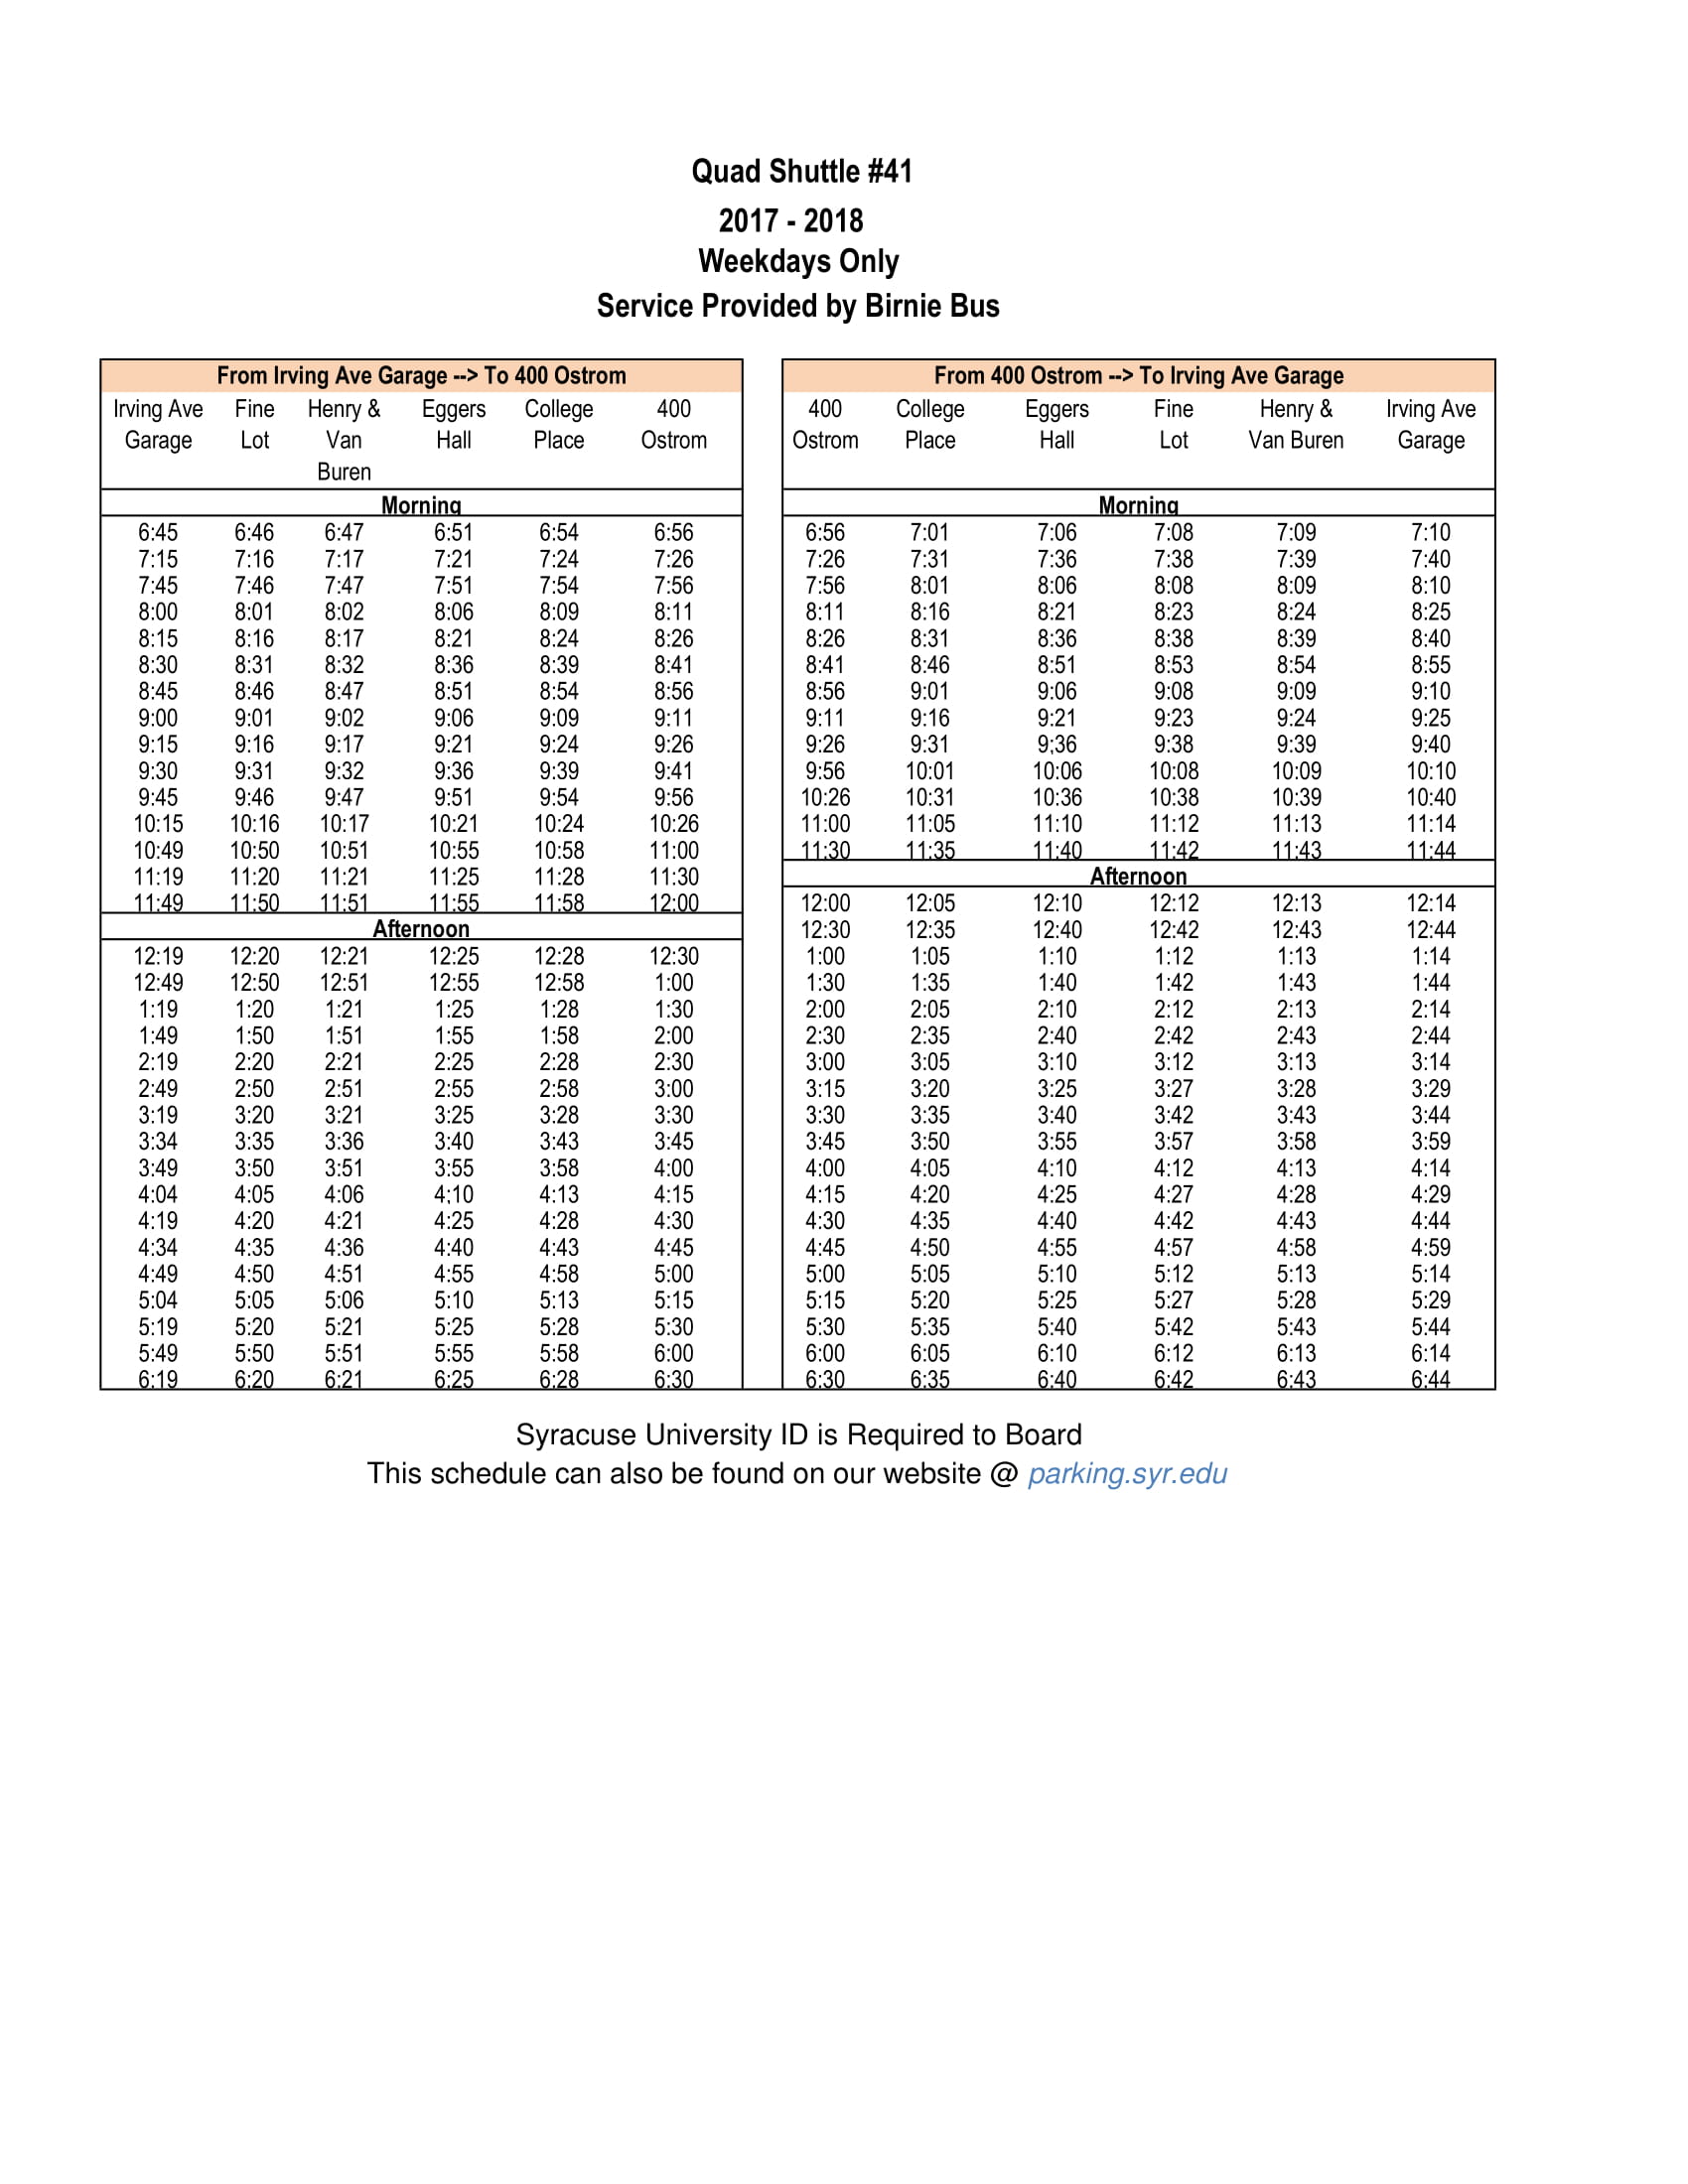 Quad Shuttle #41
2017 - 2018
Weekdays Only
Service Provided by Birnie Bus
From Irving Ave Garage --> To 400 Ostrom
Irving Ave Fine Henry & Eggers College 400
Garage Lot Van Hall Place Ostrom
Buren
Morning
6:45 6:46 6:47 6:51 6:54 6:56
7:15 7:16 7:17 7:21 7:24 7:26
7:45 7:46 7:47 7:51 7:54 7:56
8:00 8:01 8:02 8:06 8:09 8:11
8:15 8:16 8:17 8:21 8:24 8:26
8:30 8:31 8:32 8:36 8:39 8:41
8:45 8:46 8:47 8:51 8:54 8:56
9:00 9:01 9:02 9:06 9:09 9:11
9:15 9:16 9:17 9:21 9:24 9:26
9:30 9:31 9:32 9:36 9:39 9:41
9:45 9:46 9:47 9:51 9:54 9:56
10:15 10:16 10:17 10:21 10:24 10:26
10:49 10:50 10:51 10:55 10:58 11:00
11:19 11:20 11:21 11:25 11:28 11:30
11:49 11:50 11:51 11:55 11:58 12:00
Afternoon
12:19 12:20 12:21 12:25 12:28 12:30
12:49 12:50 12:51 12:55 12:58 1:00
1:19 1:20 1:21 1:25 1:28 1:30
1:49 1:50 1:51 1:55 1:58 2:00
2:19 2:20 2:21 2:25 2:28 2:30
2:49 2:50 2:51 2:55 2:58 3:00
3:19 3:20 3:21 3:25 3:28 3:30
3:34 3:35 3:36 3:40 3:43 3:45
3:49 3:50 3:51 3:55 3:58 4:00
4:04 4:05 4:06 4;10 4:13 4:15
4:19 4:20 4:21 4:25 4:28 4:30
4:34 4:35 4:36 4:40 4:43 4:45
4:49 4:50 4:51 4:55 4:58 5:00
5:04 5:05 5:06 5:10 5:13 5:15
5:19 5:20 5:21 5:25 5:28 5:30
5:49 5:50 5:51 5:55 5:58 6:00
6:19 6:20 6:21 6:25 6:28 6:30
From 400 Ostrom --> To Irving Ave Garage
400 College Eggers Fine Henry & Irving Ave
Ostrom Place Hall Lot Van Buren Garage
Morning
6:56 7:01 7:06 7:08 7:09 7:10
7:26 7:31 7:36 7:38 7:39 7:40
7:56 8:01 8:06 8:08 8:09 8:10
8:11 8:16 8:21 8:23 8:24 8:25
8:26 8:31 8:36 8:38 8:39 8:40
8:41 8:46 8:51 8:53 8:54 8:55
8:56 9:01 9:06 9:08 9:09 9:10
9:11 9:16 9:21 9:23 9:24 9:25
9:26 9:31 9;36 9:38 9:39 9:40
9:56 10:01 10:06 10:08 10:09 10:10
10:26 10:31 10:36 10:38 10:39 10:40
11:00 11:05 11:10 11:12 11:13 11:14
11:30 11:35 11:40 11:42 11:43 11:44
Afternoon
12:00 12:05 12:10 12:12 12:13 12:14
12:30 12:35 12:40 12:42 12:43 12:44
1:00 1:05 1:10 1:12 1:13 1:14
1:30 1:35 1:40 1:42 1:43 1:44
2:00 2:05 2:10 2:12 2:13 2:14
2:30 2:35 2:40 2:42 2:43 2:44
3:00 3:05 3:10 3:12 3:13 3:14
3:15 3:20 3:25 3:27 3:28 3:29
3:30 3:35 3:40 3:42 3:43 3:44
3:45 3:50 3:55 3:57 3:58 3:59
4:00 4:05 4:10 4:12 4:13 4:14
4:15 4:20 4:25 4:27 4:28 4:29
4:30 4:35 4:40 4:42 4:43 4:44
4:45 4:50 4:55 4:57 4:58 4:59
5:00 5:05 5:10 5:12 5:13 5:14
5:15 5:20 5:25 5:27 5:28 5:29
5:30 5:35 5:40 5:42 5:43 5:44
6:00 6:05 6:10 6:12 6:13 6:14
6:30 6:35 6:40 6:42 6:43 6:44
Syracuse University ID is Required to Board
This schedule can also be found on our website @ parking.syr.edu